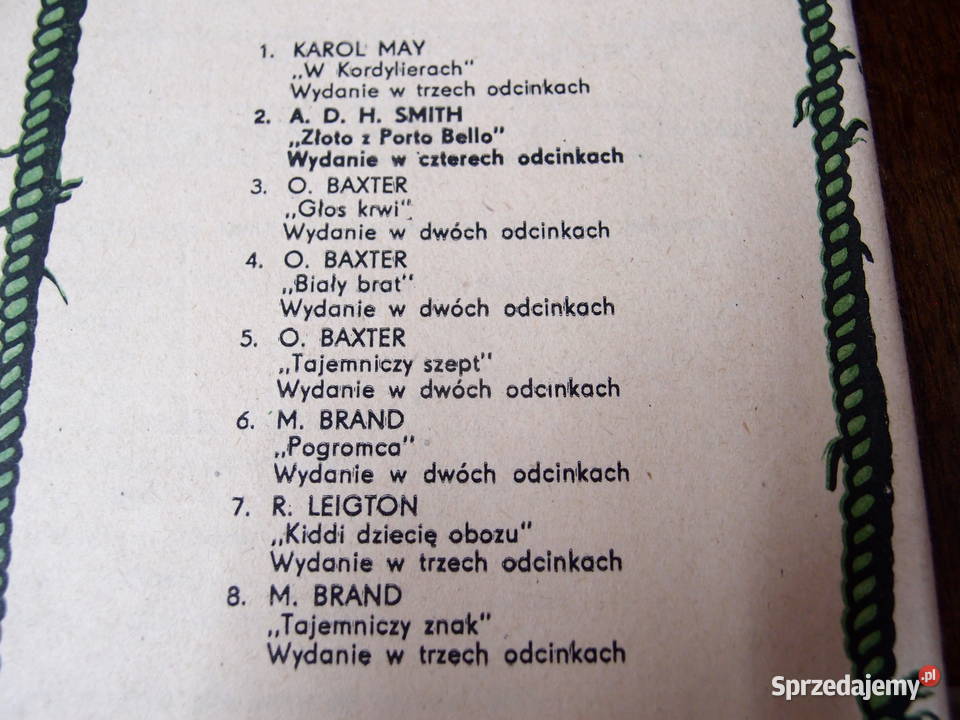 1. KAROL MAY
„W Kordylierach"
Wydanie w trzech odcinkach
2. A. D. H. SMITH
„Złoto z Porto Bello"
Wydanie w czterech odcinkach
3. O. BAXTER
„Głos krwi"
Wydanie w dwóch odcinkach
4. O. BAXTER
„Biały brat"
Wydanie w dwóch odcinkach
5. O. BAXTER
„Tajemniczy szept"
Wydanie w dwóch odcinkach
6. M. BRAND
„Pogromca"
Wydanie w dwóch odcinkach
7. R. LEIGTON
„Kiddi dziecię obozu"
Wydanie w trzech odcinkach
8. M. BRAND
„Tajemniczy znak"
Wydanie w trzech odcinkach
Sprzedajemy.pl